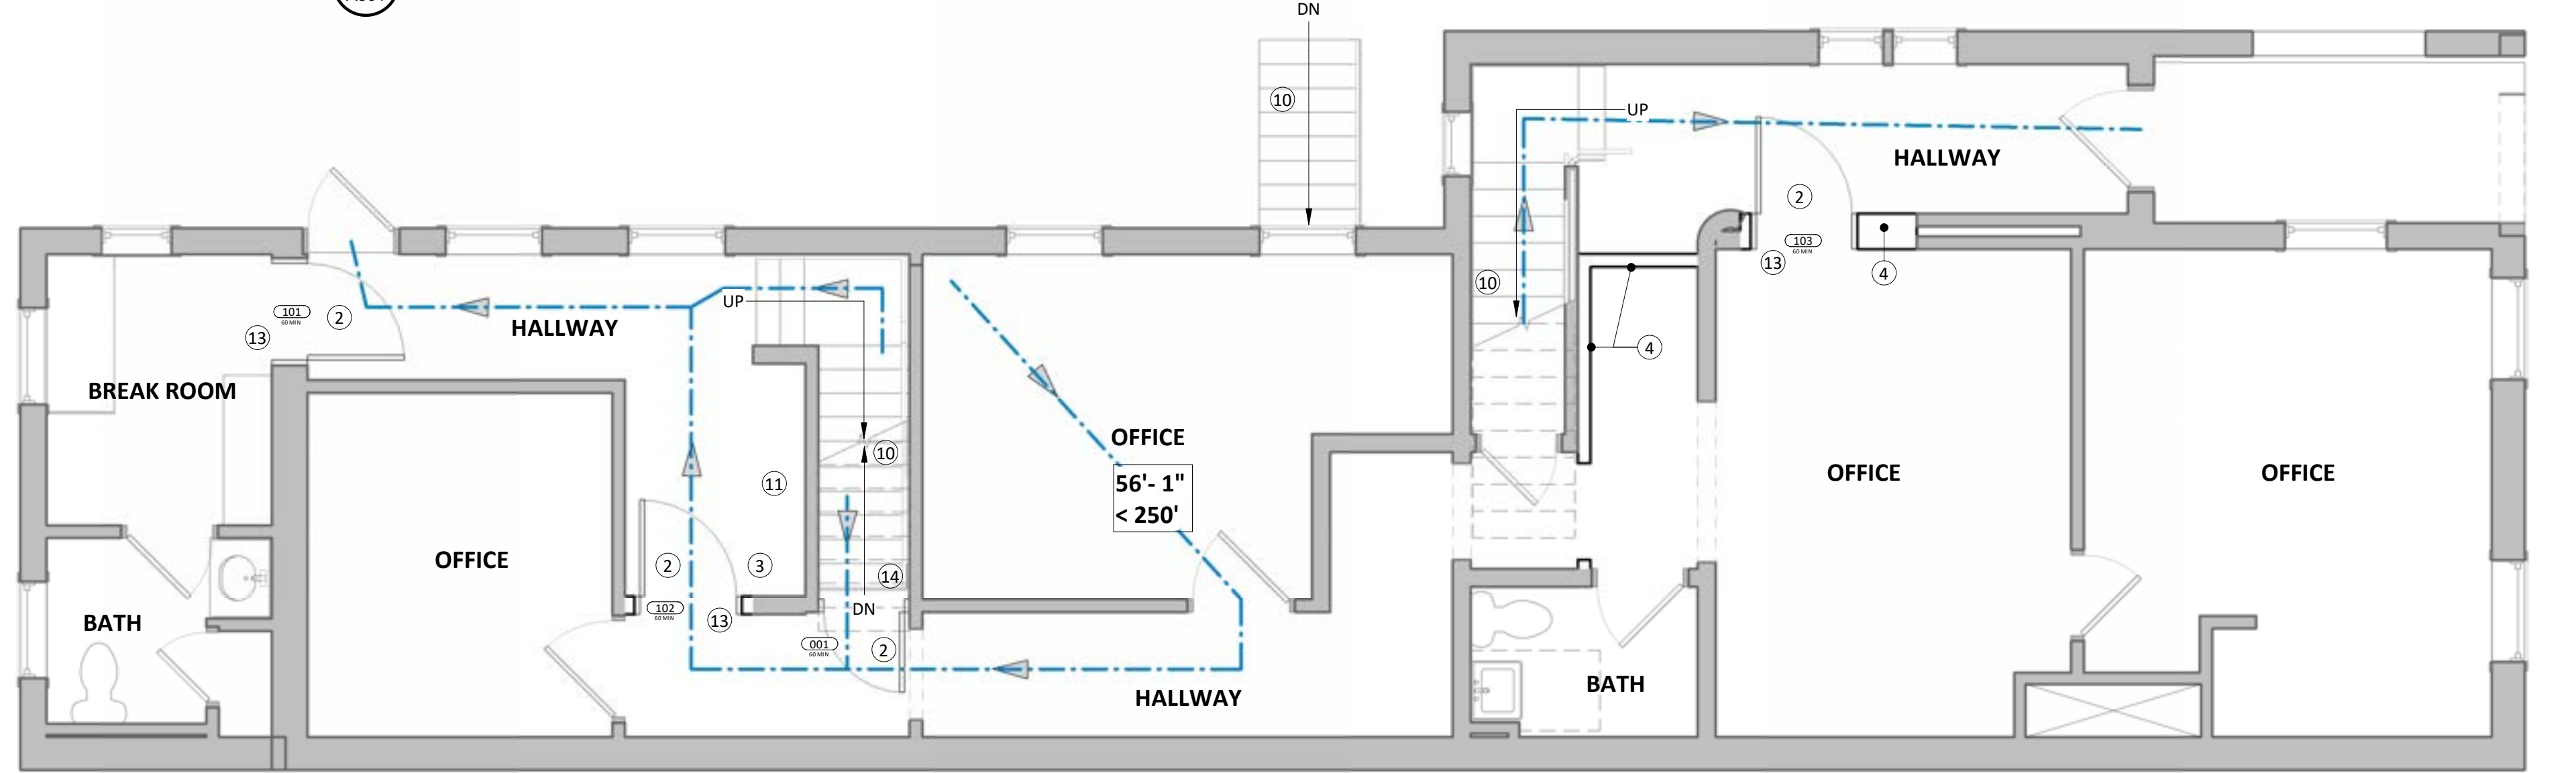 DN
10
UP
HALLWAY
2
103
60 MIN
13
4
10
4
UP
HALLWAY
101
60 MIN
2
13
BREAK ROOM
OFFICE
10
11
56'- 1"
< 250'
OFFICE
OFFICE
OFFICE
2
3
14
102
60 MIN
DN
13
001
60 MIN
2
BATH
HALLWAY
BATH